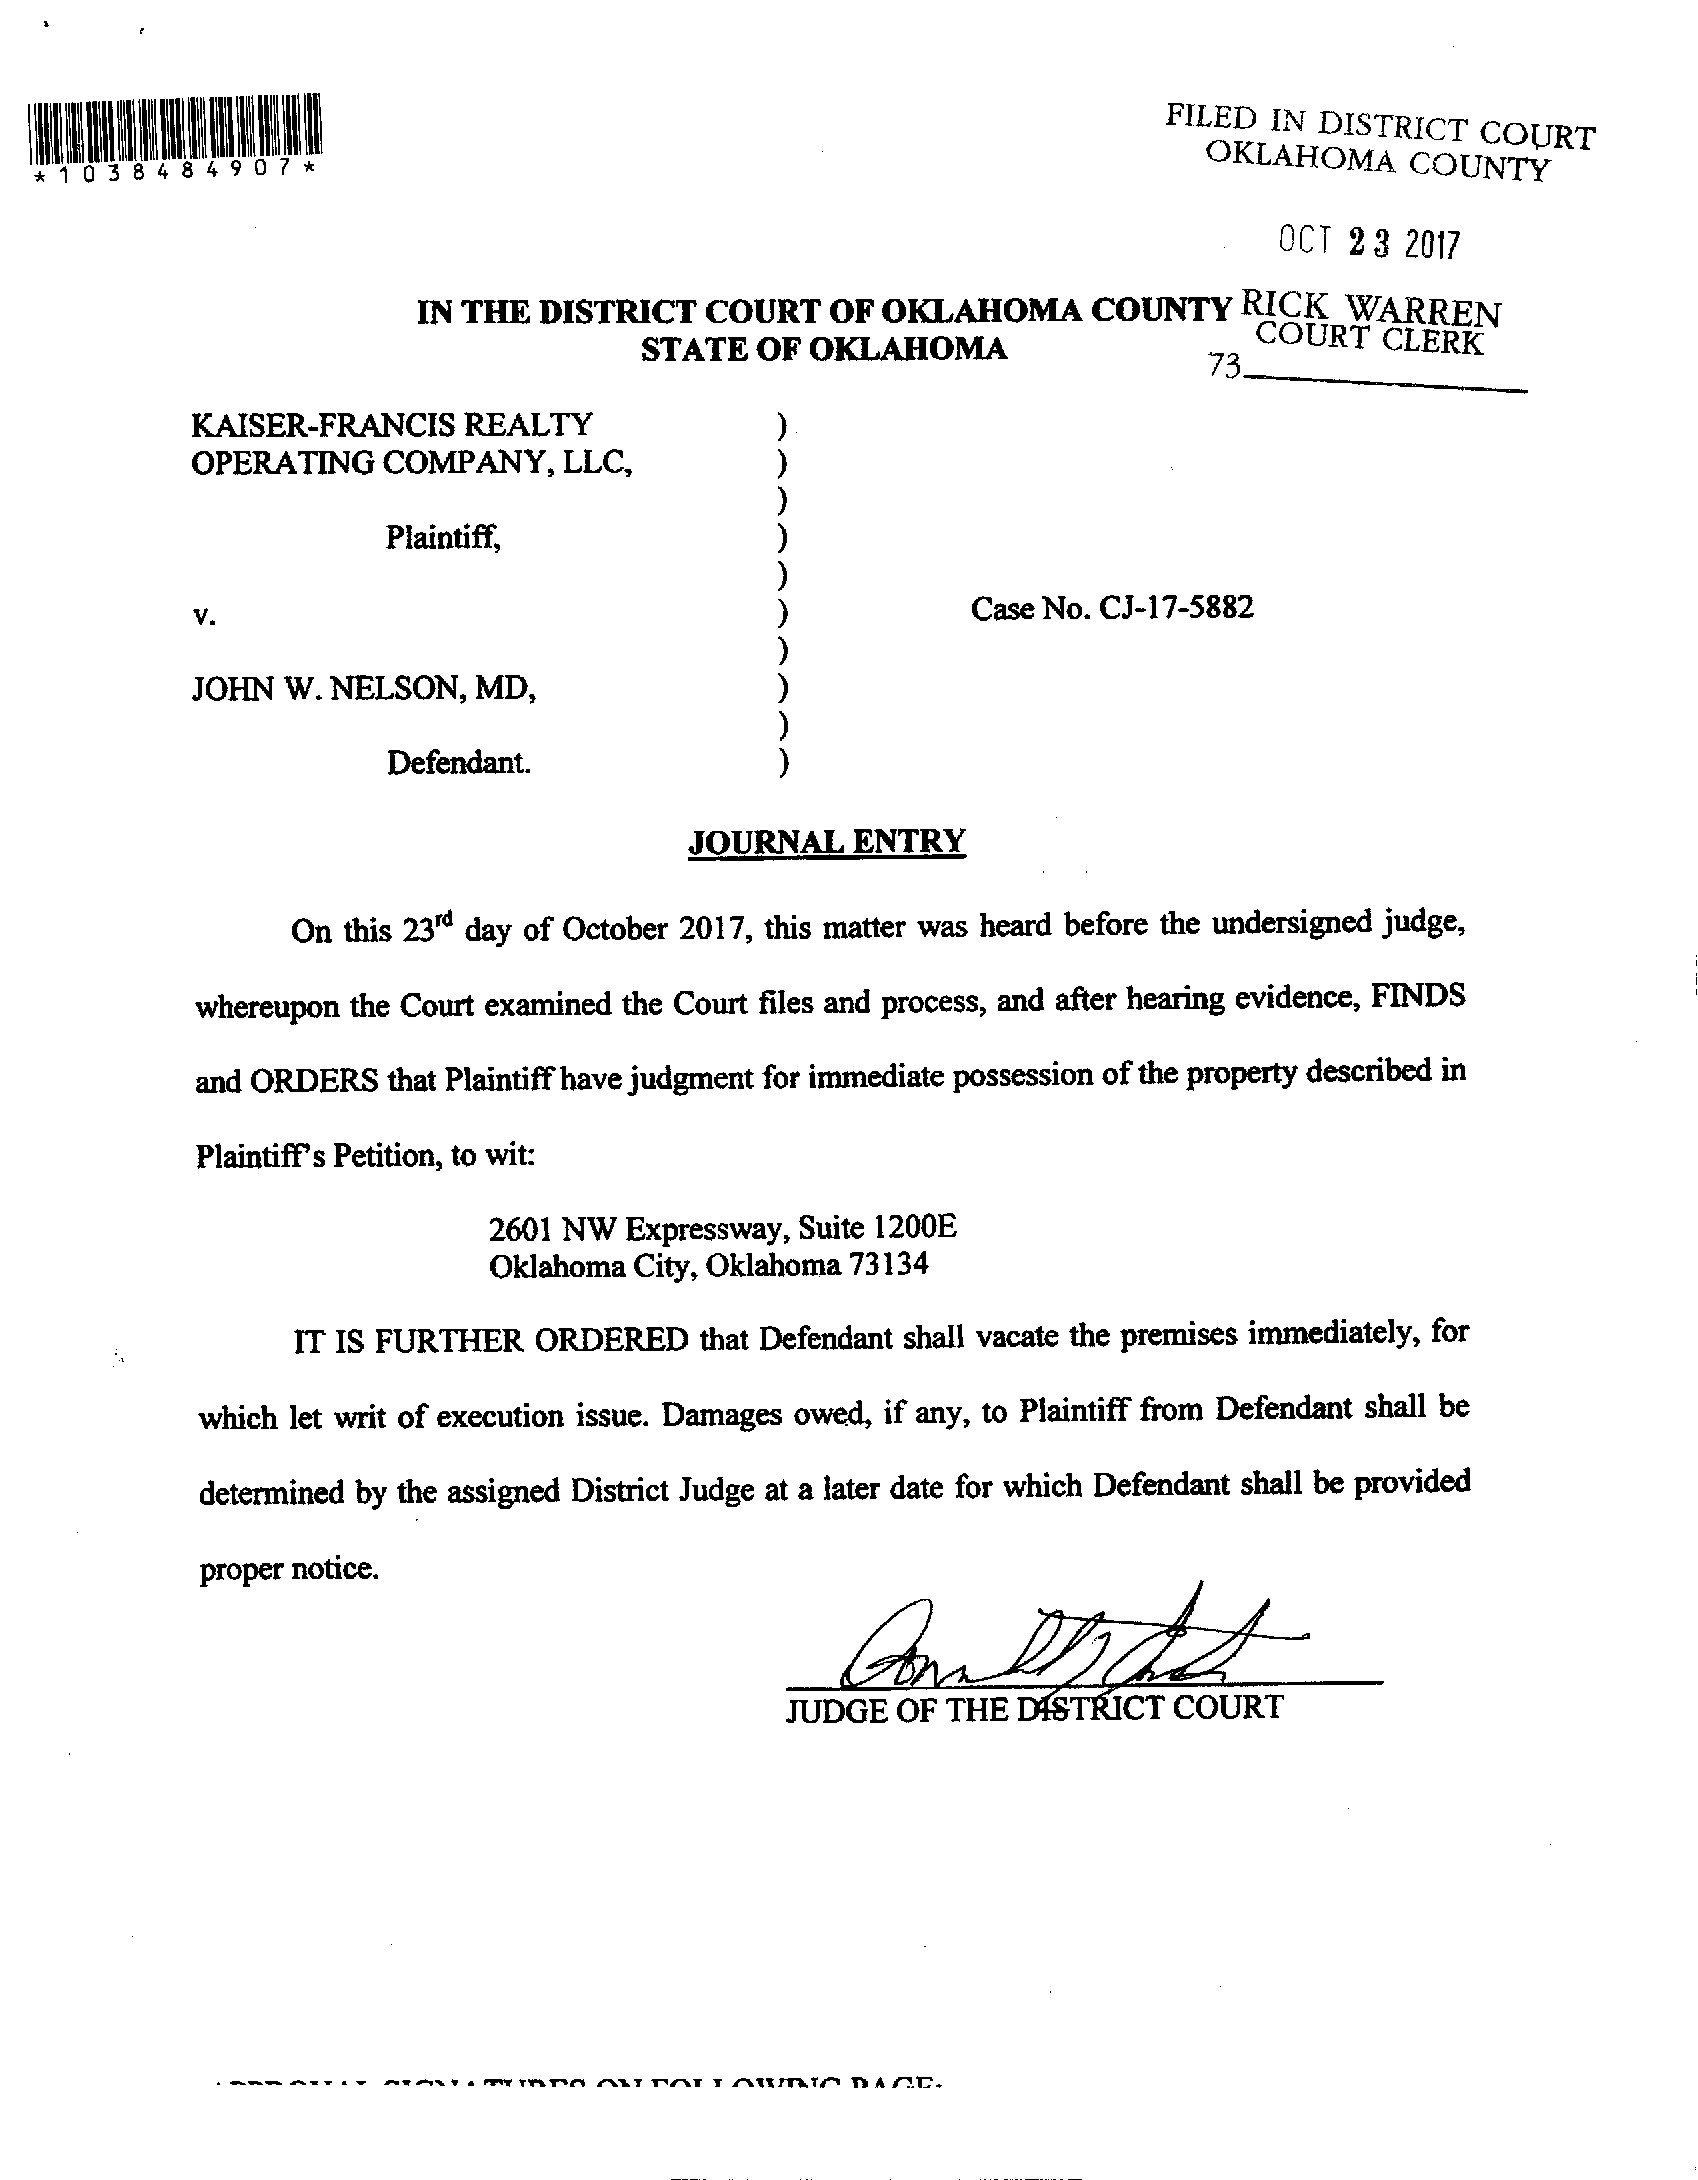 *1038484907*
FILED IN DISTRICT COURT
OKLAHOMA COUNTY
OCT 23 2017
RICK WARREN
COURT CLERK
73
IN THE DISTRICT COURT OF OKLAHOMA COUNTY
STATE OF OKLAHOMA
KAISER-FRANCIS REALTY )
OPERATING COMPANY, LLC, )
)
Plaintiff, )
)
v. ) Case No. CJ-17-5882
)
JOHN W. NELSON, MD, )
)
Defendant. )
JOURNAL ENTRY
On this 23rd day of October 2017, this matter was heard before the undersigned judge,
whereupon the Court examined the Court files and process, and after hearing evidence, FINDS
and ORDERS that Plaintiff have judgment for immediate possession of the property described in
Plaintiff's Petition, to wit:
2601 NW Expressway, Suite 1200E
Oklahoma City, Oklahoma 73134
IT IS FURTHER ORDERED that Defendant shall vacate the premises immediately, for
which let writ of execution issue. Damages owed, if any, to Plaintiff from Defendant shall be
determined by the assigned District Judge at a later date for which Defendant shall be provided
proper notice.
JUDGE OF THE DISTRICT COURT
SIGNATURES ON FOLLOWING PAGE: